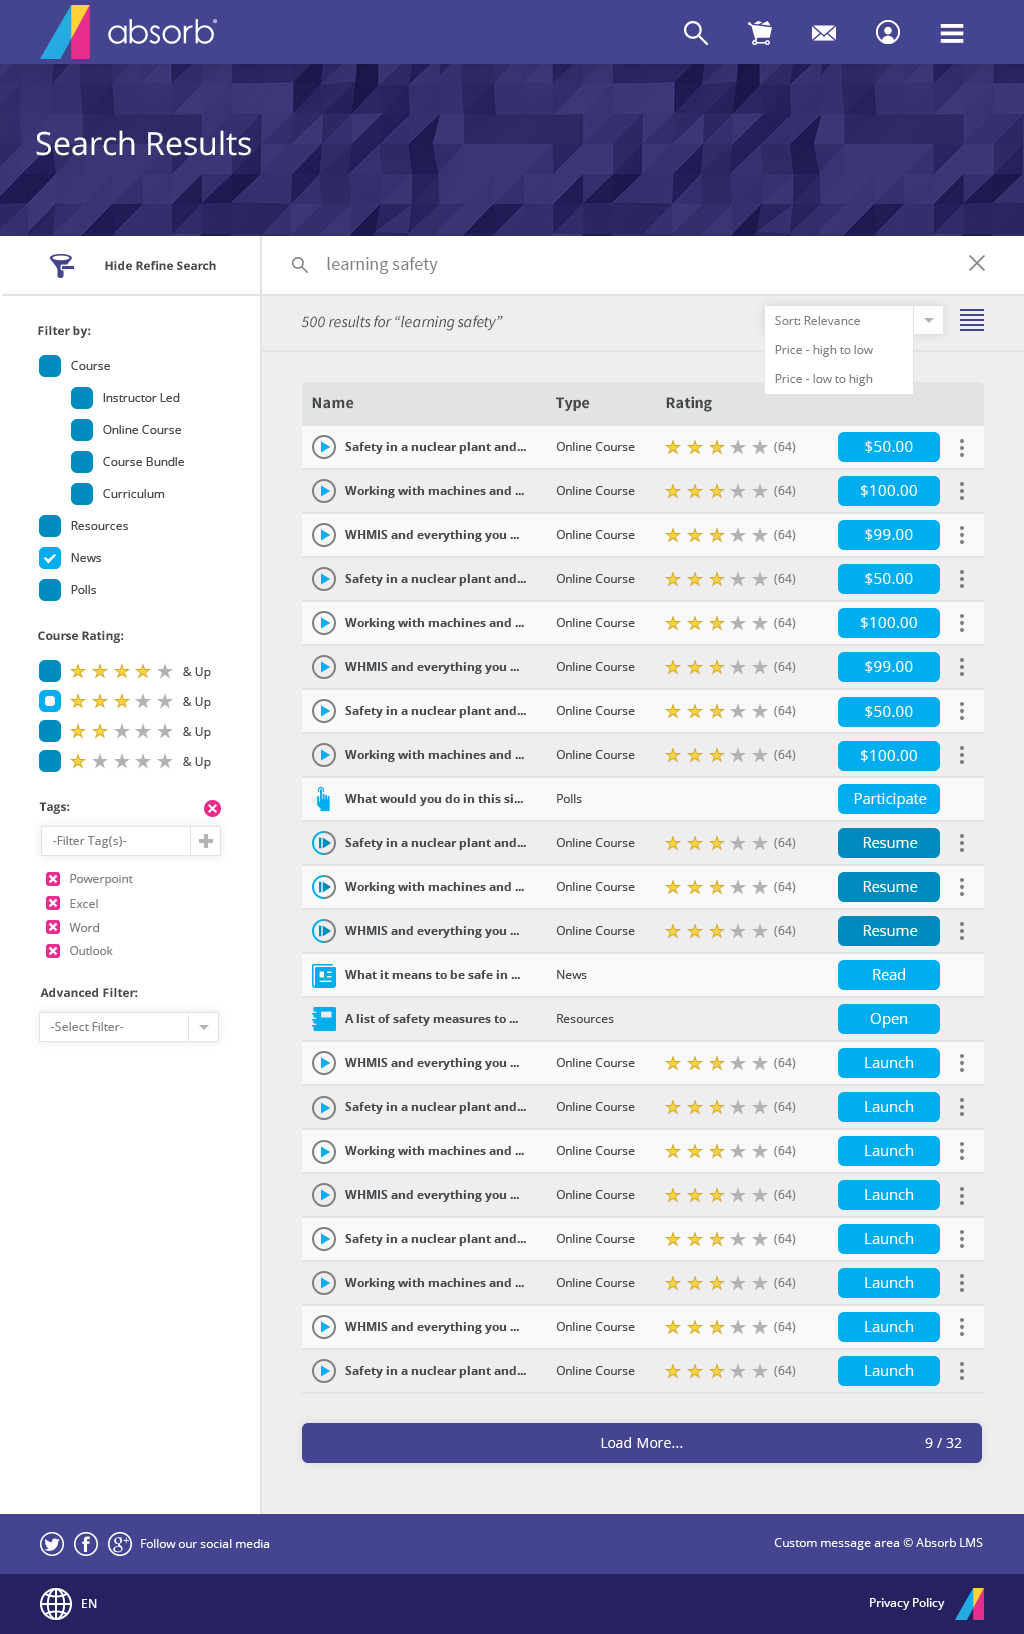 absorb
Search Results
Hide Refine Search
learning safety
500 results for “learning safety”
Sort: Relevance
Price - high to low
Price - low to high
Filter by:
Course
Instructor Led
Online Course
Course Bundle
Curriculum
Resources
News
Polls
Course Rating:
& Up
& Up
& Up
& Up
Tags:
-Filter Tag(s)-
Powerpoint
Excel
Word
Outlook
Advanced Filter:
-Select Filter-
Name Type Rating
Safety in a nuclear plant and... Online Course (64) $50.00
Working with machines and ... Online Course (64) $100.00
WHMIS and everything you ... Online Course (64) $99.00
Safety in a nuclear plant and... Online Course (64) $50.00
Working with machines and ... Online Course (64) $100.00
WHMIS and everything you ... Online Course (64) $99.00
Safety in a nuclear plant and... Online Course (64) $50.00
Working with machines and ... Online Course (64) $100.00
What would you do in this si... Polls Participate
Safety in a nuclear plant and... Online Course (64) Resume
Working with machines and ... Online Course (64) Resume
WHMIS and everything you ... Online Course (64) Resume
What it means to be safe in ... News Read
A list of safety measures to ... Resources Open
WHMIS and everything you ... Online Course (64) Launch
Safety in a nuclear plant and... Online Course (64) Launch
Working with machines and ... Online Course (64) Launch
WHMIS and everything you ... Online Course (64) Launch
Safety in a nuclear plant and... Online Course (64) Launch
Working with machines and ... Online Course (64) Launch
WHMIS and everything you ... Online Course (64) Launch
Safety in a nuclear plant and... Online Course (64) Launch
Load More... 9 / 32
Follow our social media
Custom message area © Absorb LMS
EN
Privacy Policy